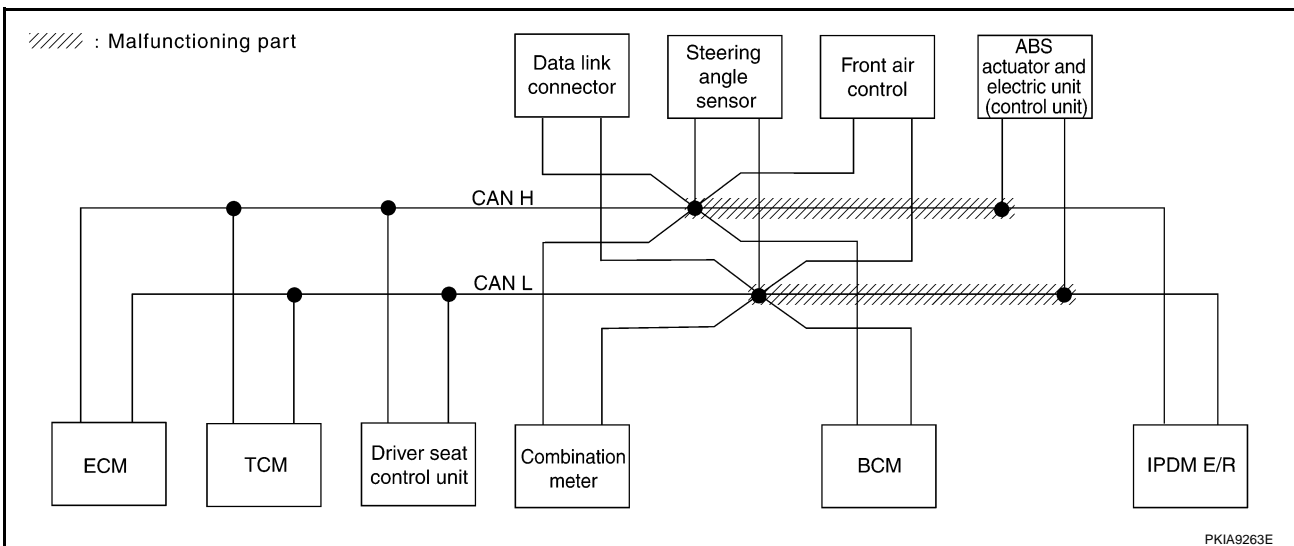 : Malfunctioning part
Data link
connector
Steering
angle
sensor
Front air
control
ABS
actuator and
electric unit
(control unit)
CAN H
CAN L
ECM
TCM
Driver seat
control unit
Combination
meter
BCM
IPDM E/R
PKIA9263E